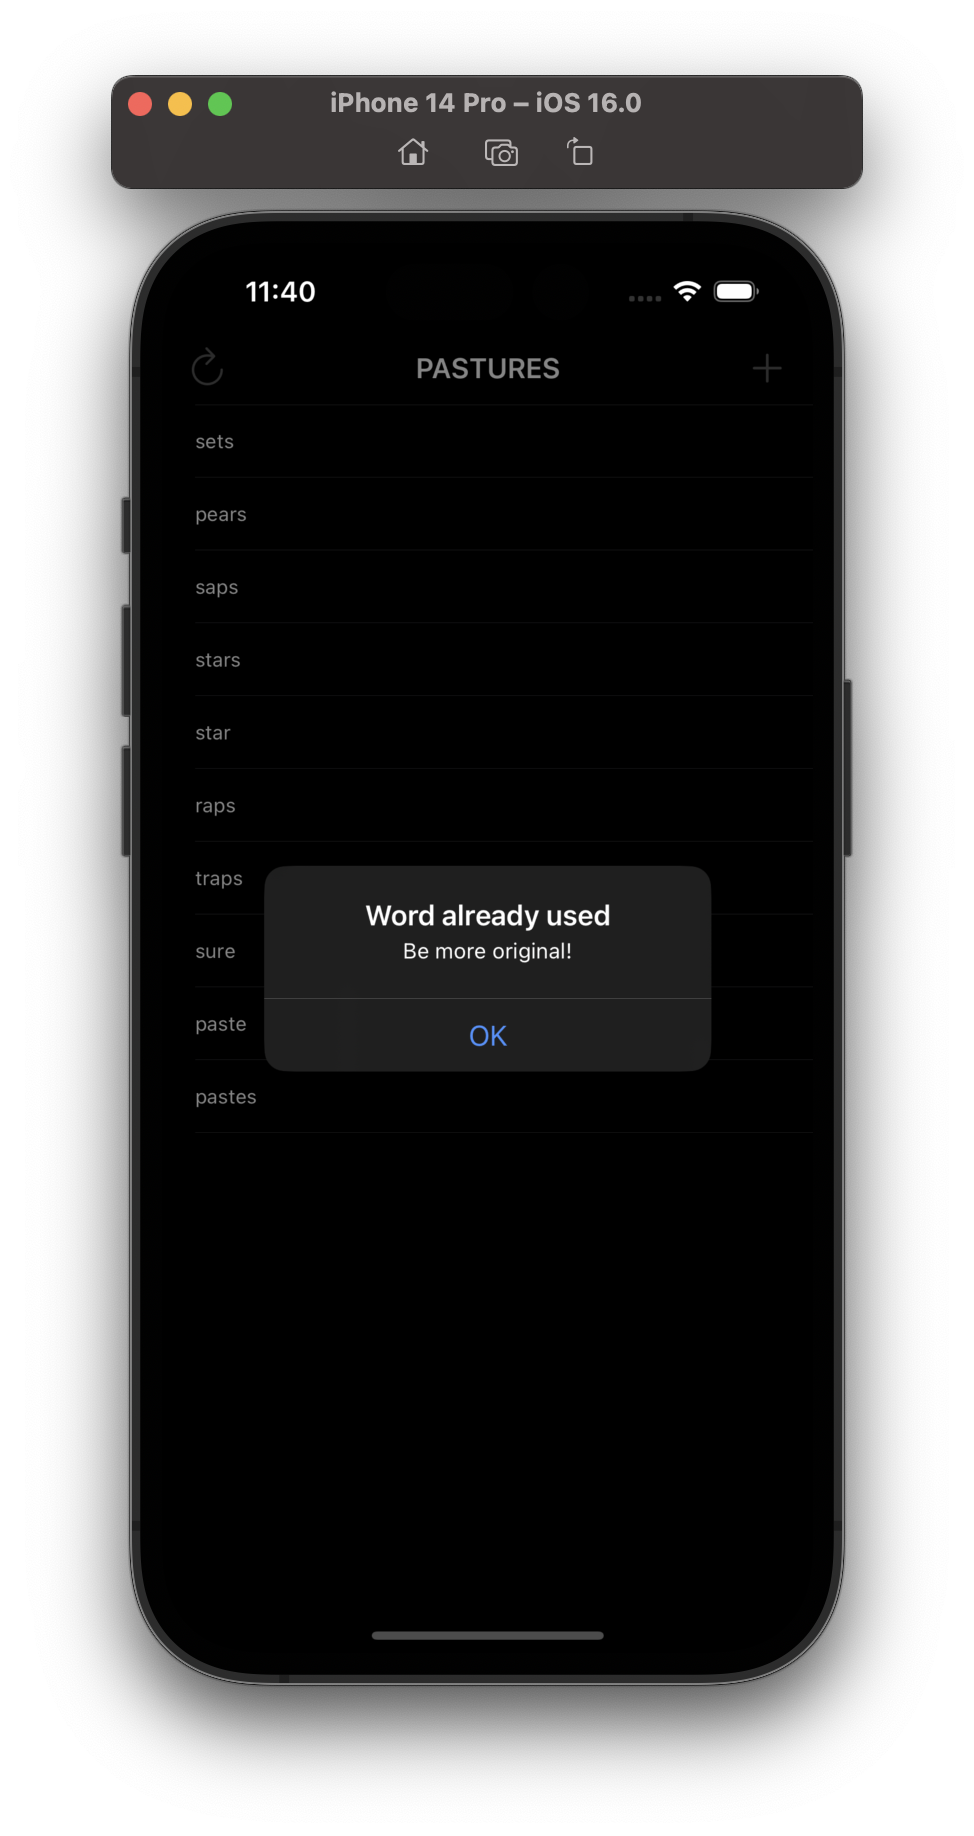 iPhone 14 Pro – iOS 16.0
11:40
PASTURES
sets
pears
saps
stars
star
raps
traps
sure
paste
pastes
Word already used
Be more original!
OK